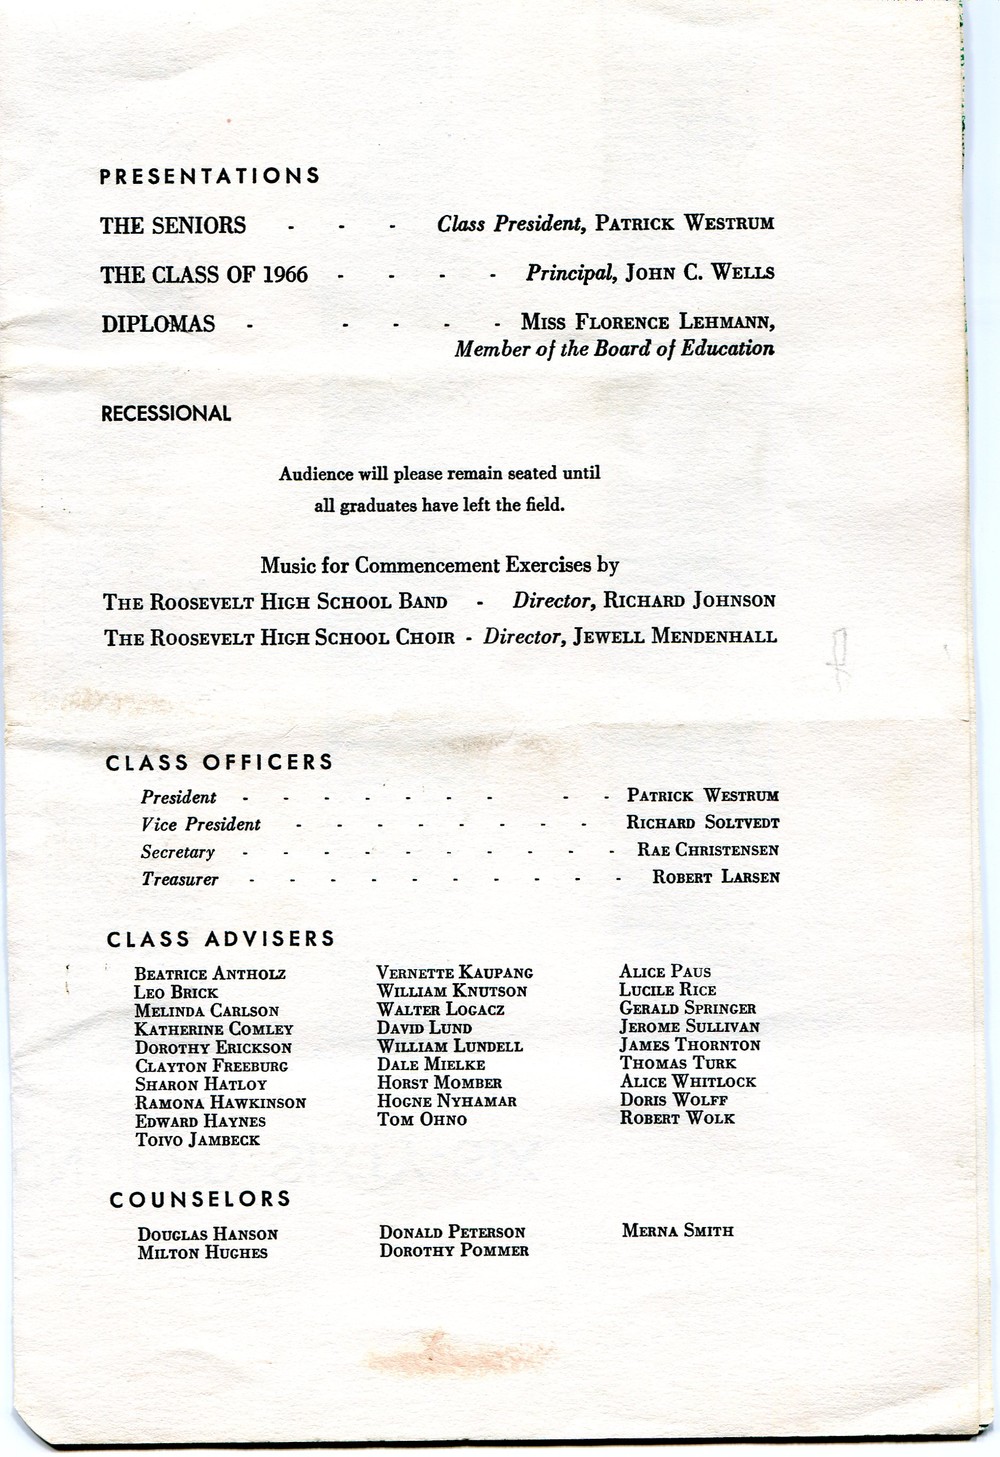 PRESENTATIONS
THE SENIORS - - - Class President, PATRICK WESTRUM
THE CLASS OF 1966 - - - - Principal, JOHN C. WELLS
DIPLOMAS - - - - - MISS FLORENCE LEHMANN,
Member of the Board of Education
RECESSIONAL
Audience will please remain seated until
all graduates have left the field.
Music for Commencement Exercises by
THE ROOSEVELT HIGH SCHOOL BAND - Director, RICHARD JOHNSON
THE ROOSEVELT HIGH SCHOOL CHOIR - Director, JEWELL MENDENHALL
CLASS OFFICERS
President - - - - - - - - - PATRICK WESTRUM
Vice President - - - - - - - - RICHARD SOLTVEDT
Secretary - - - - - - - - - - RAE CHRISTENSEN
Treasurer - - - - - - - - - - ROBERT LARSEN
CLASS ADVISERS
BEATRICE ANTHOLZ
LEO BRICK
MELINDA CARLSON
KATHERINE COMLEY
DOROTHY ERICKSON
CLAYTON FREEBURG
SHARON HATLOY
RAMONA HAWKINSON
EDWARD HAYNES
TOIVO JAMBECK
VERNETTE KAUPANG
WILLIAM KNUTSON
WALTER LOGACZ
DAVID LUND
WILLIAM LUNDELL
DALE MIELKE
HORST MOMBER
HOGNE NYHAMAR
TOM OHNO
ALICE PAUS
LUCILE RICE
GERALD SPRINGER
JEROME SULLIVAN
JAMES THORNTON
THOMAS TURK
ALICE WHITLOCK
DORIS WOLFF
ROBERT WOLK
COUNSELORS
DOUGLAS HANSON
MILTON HUGHES
DONALD PETERSON
DOROTHY POMMER
MERNA SMITH